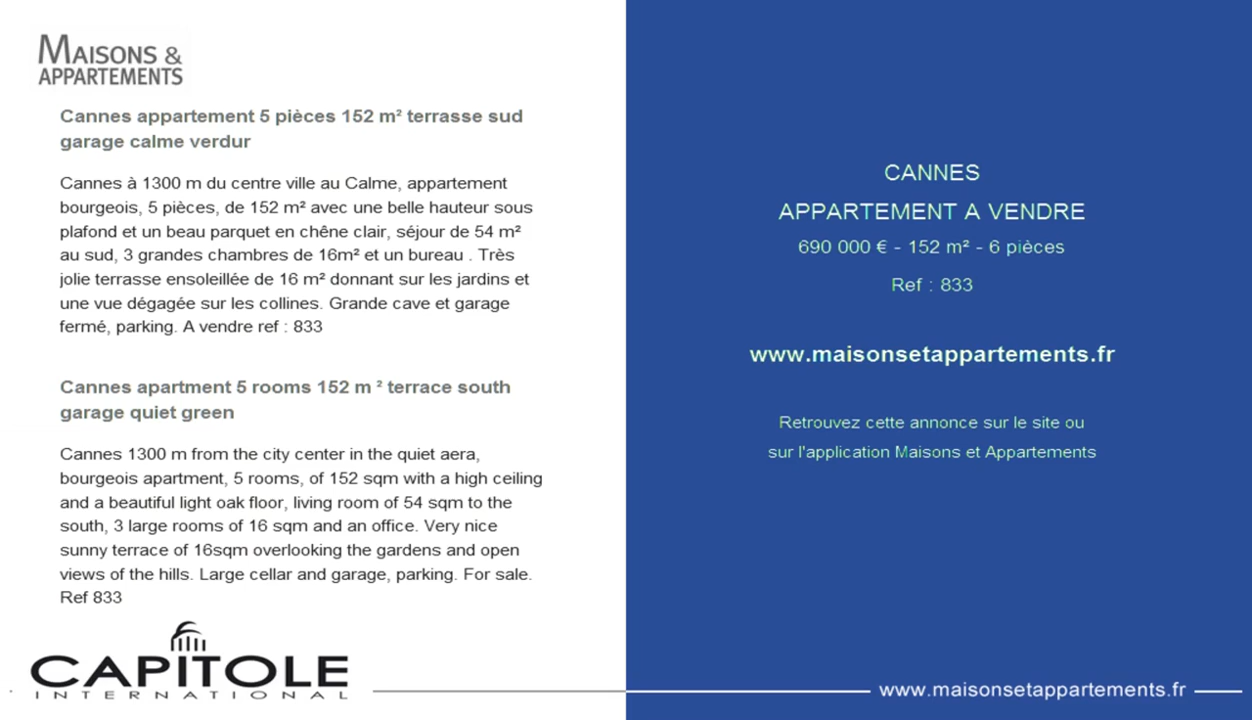 MAISONS &
APPARTEMENTS
Cannes appartement 5 pièces 152 m² terrasse sud
garage calme verdur
Cannes à 1300 m du centre ville au Calme, appartement
bourgeois, 5 pièces, de 152 m² avec une belle hauteur sous
plafond et un beau parquet en chêne clair, séjour de 54 m²
au sud, 3 grandes chambres de 16m² et un bureau . Très
jolie terrasse ensoleillée de 16 m² donnant sur les jardins et
une vue dégagée sur les collines. Grande cave et garage
fermé, parking. A vendre ref : 833
Cannes apartment 5 rooms 152 m ² terrace south
garage quiet green
Cannes 1300 m from the city center in the quiet aera,
bourgeois apartment, 5 rooms, of 152 sqm with a high ceiling
and a beautiful light oak floor, living room of 54 sqm to the
south, 3 large rooms of 16 sqm and an office. Very nice
sunny terrace of 16sqm overlooking the gardens and open
views of the hills. Large cellar and garage, parking. For sale.
Ref 833
CAPITOLE
INTERNATIONAL
CANNES
APPARTEMENT A VENDRE
690 000 € - 152 m² - 6 pièces
Ref : 833
www.maisonsetappartements.fr
Retrouvez cette annonce sur le site ou
sur l'application Maisons et Appartements
www.maisonsetappartements.fr